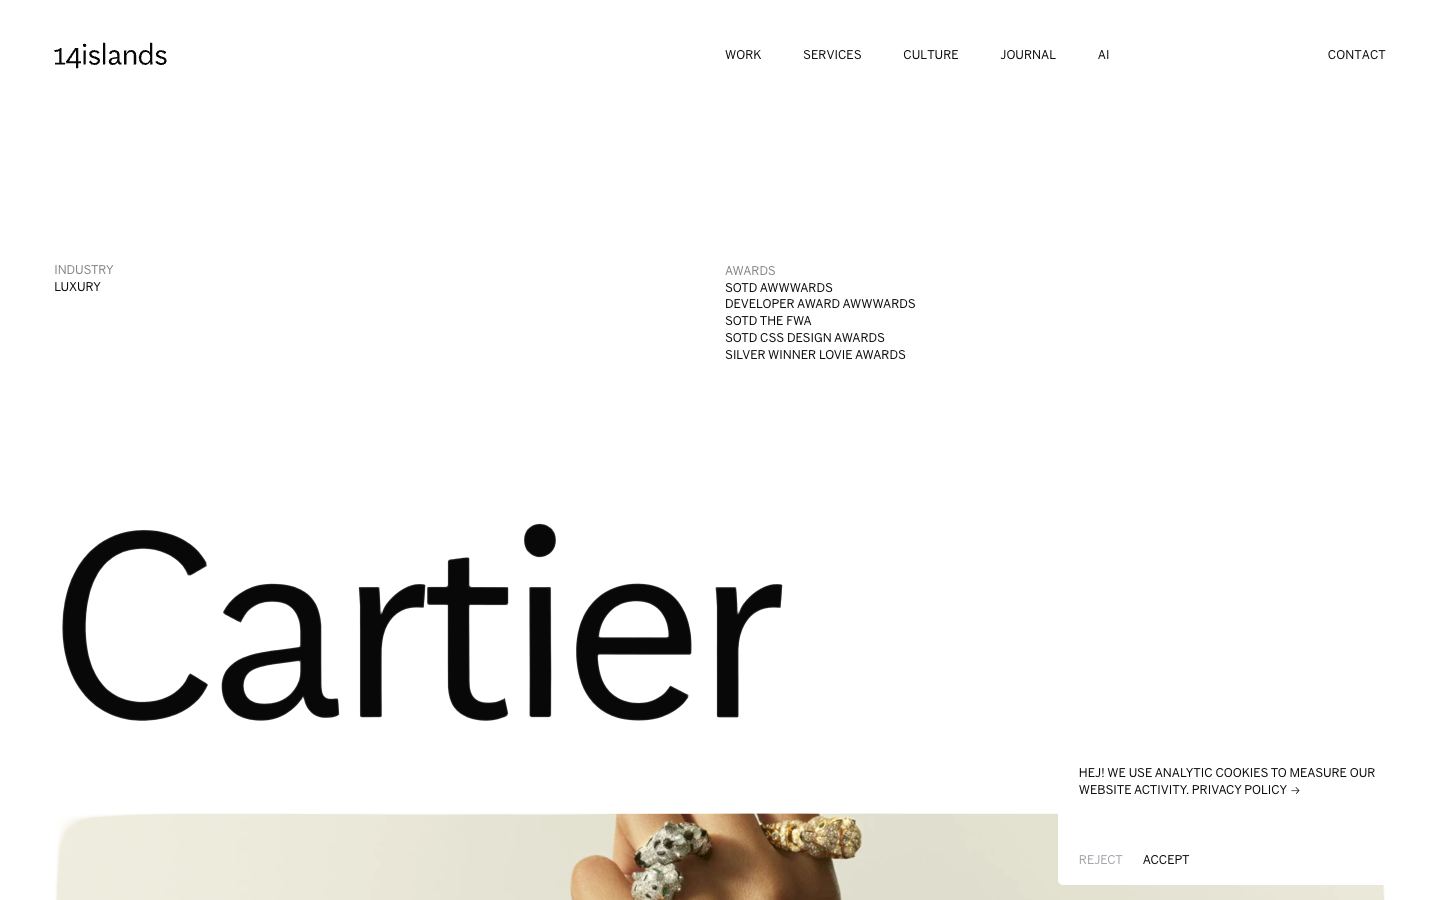 14islands
WORK
SERVICES
CULTURE
JOURNAL
AI
CONTACT
INDUSTRY
LUXURY
AWARDS
SOTD AWWWARDS
DEVELOPER AWARD AWWWARDS
SOTD THE FWA
SOTD CSS DESIGN AWARDS
SILVER WINNER LOVIE AWARDS
Cartier
HEJ! WE USE ANALYTIC COOKIES TO MEASURE OUR
WEBSITE ACTIVITY. PRIVACY POLICY →
REJECT
ACCEPT